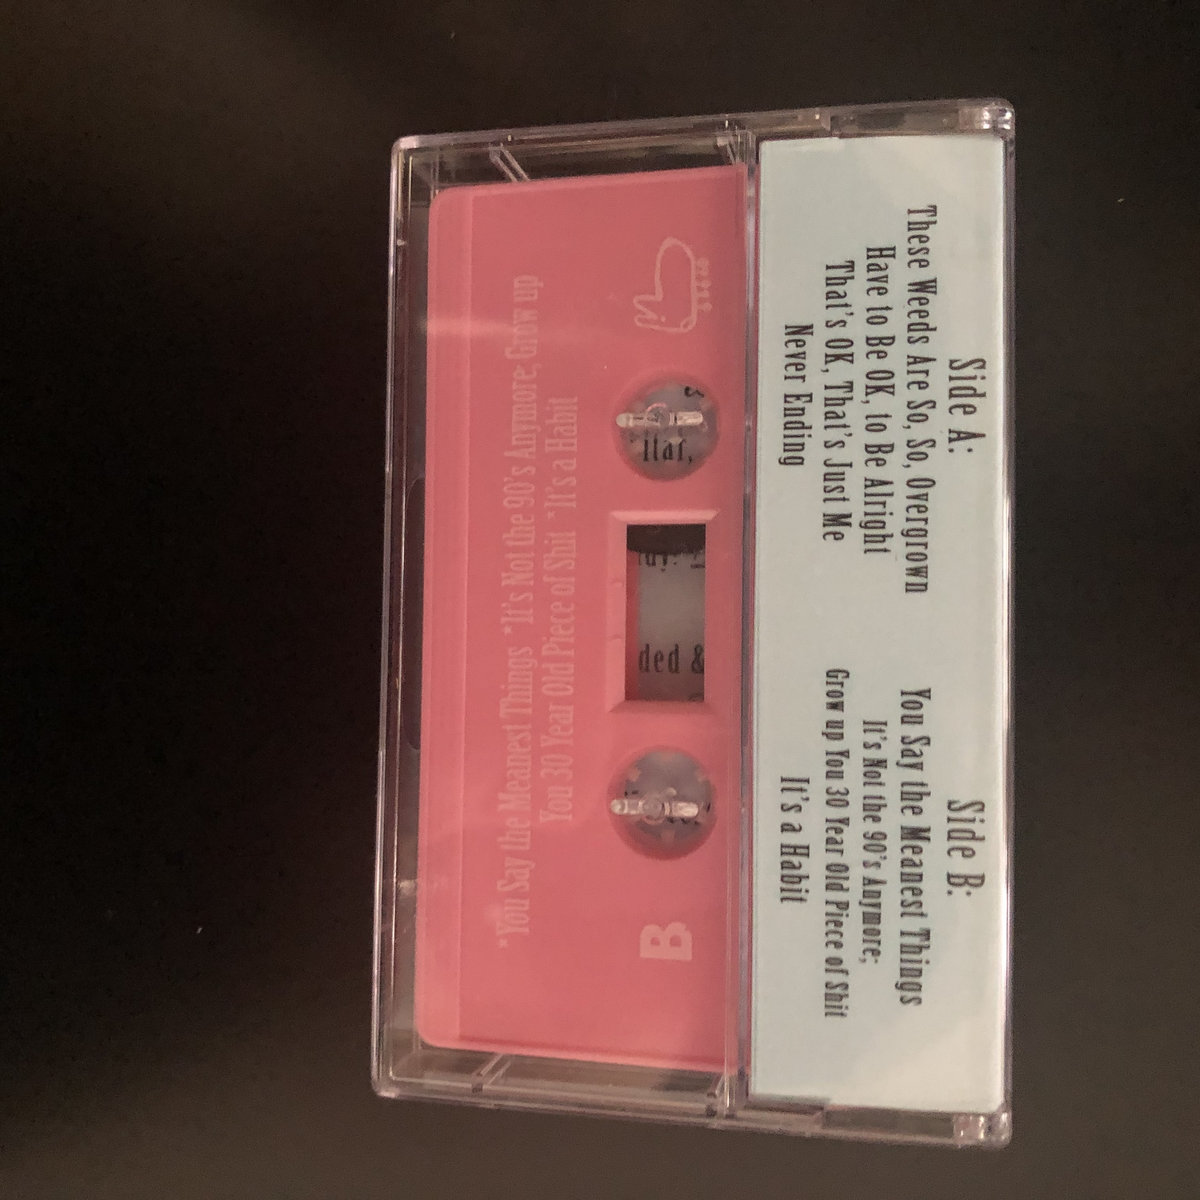 Side A:
These Weeds Are So, So, Overgrown
Have to Be OK, to Be Alright
That's OK, That's Just Me
Never Ending
Side B:
You Say the Meanest Things
It's Not the 90's Anymore;
Grow up You 30 Year Old Piece of Shit
It's a Habit
*You Say the Meanest Things *It's Not the 90's Anymore; Grow up
You 30 Year Old Piece of Shit *It's a Habit
B
ded &